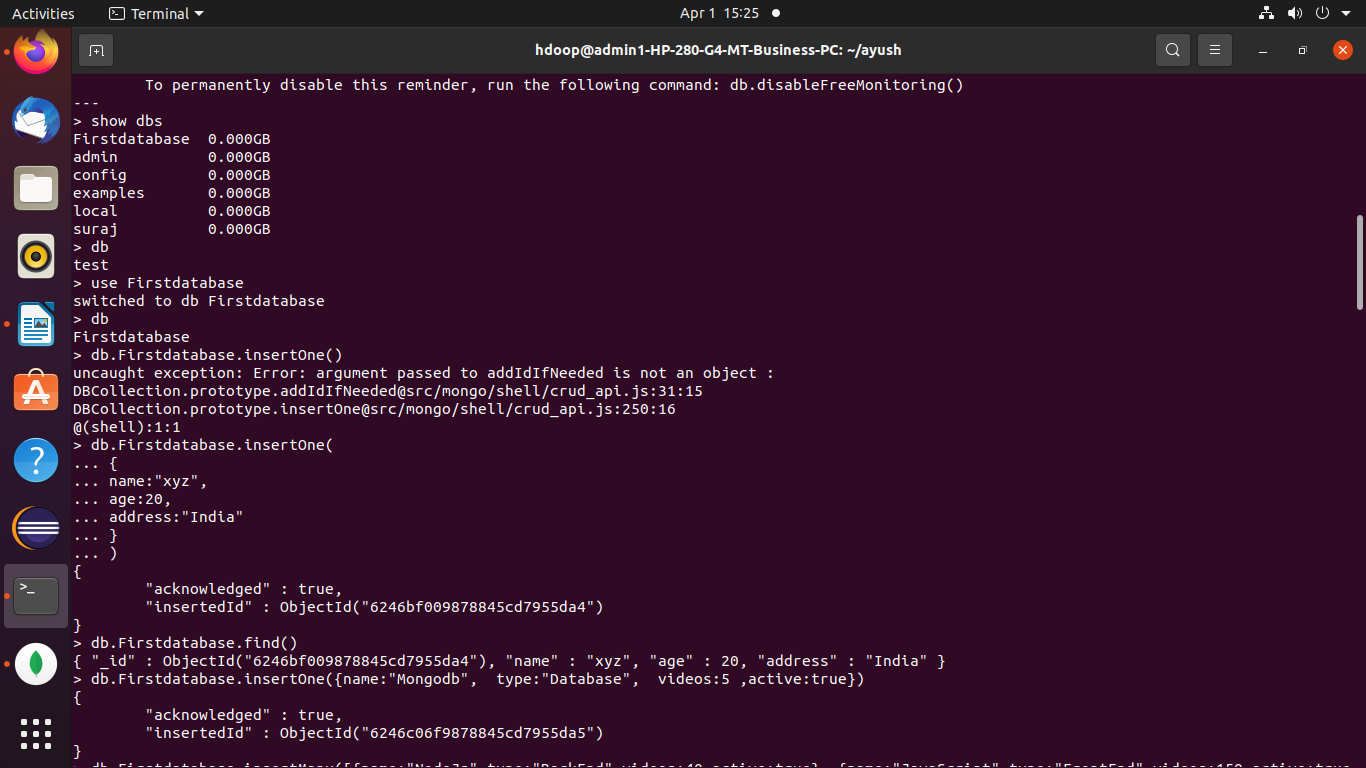 Activities Terminal Apr 1 15:25
hdoop@admin1-HP-280-G4-MT-Business-PC: ~/ayush
To permanently disable this reminder, run the following command: db.disableFreeMonitoring()
---
> show dbs
Firstdatabase 0.000GB
admin 0.000GB
config 0.000GB
examples 0.000GB
local 0.000GB
suraj 0.000GB
> db
test
> use Firstdatabase
switched to db Firstdatabase
> db
Firstdatabase
> db.Firstdatabase.insertOne()
uncaught exception: Error: argument passed to addIdIfNeeded is not an object :
DBCollection.prototype.addIdIfNeeded@src/mongo/shell/crud_api.js:31:15
DBCollection.prototype.insertOne@src/mongo/shell/crud_api.js:250:16
@(shell):1:1
> db.Firstdatabase.insertOne(
... {
... name:"xyz",
... age:20,
... address:"India"
... }
... )
{
"acknowledged" : true,
"insertedId" : ObjectId("6246bf009878845cd7955da4")
}
> db.Firstdatabase.find()
{ "_id" : ObjectId("6246bf009878845cd7955da4"), "name" : "xyz", "age" : 20, "address" : "India" }
> db.Firstdatabase.insertOne({name:"Mongodb", type:"Database", videos:5 ,active:true})
{
"acknowledged" : true,
"insertedId" : ObjectId("6246c06f9878845cd7955da5")
}